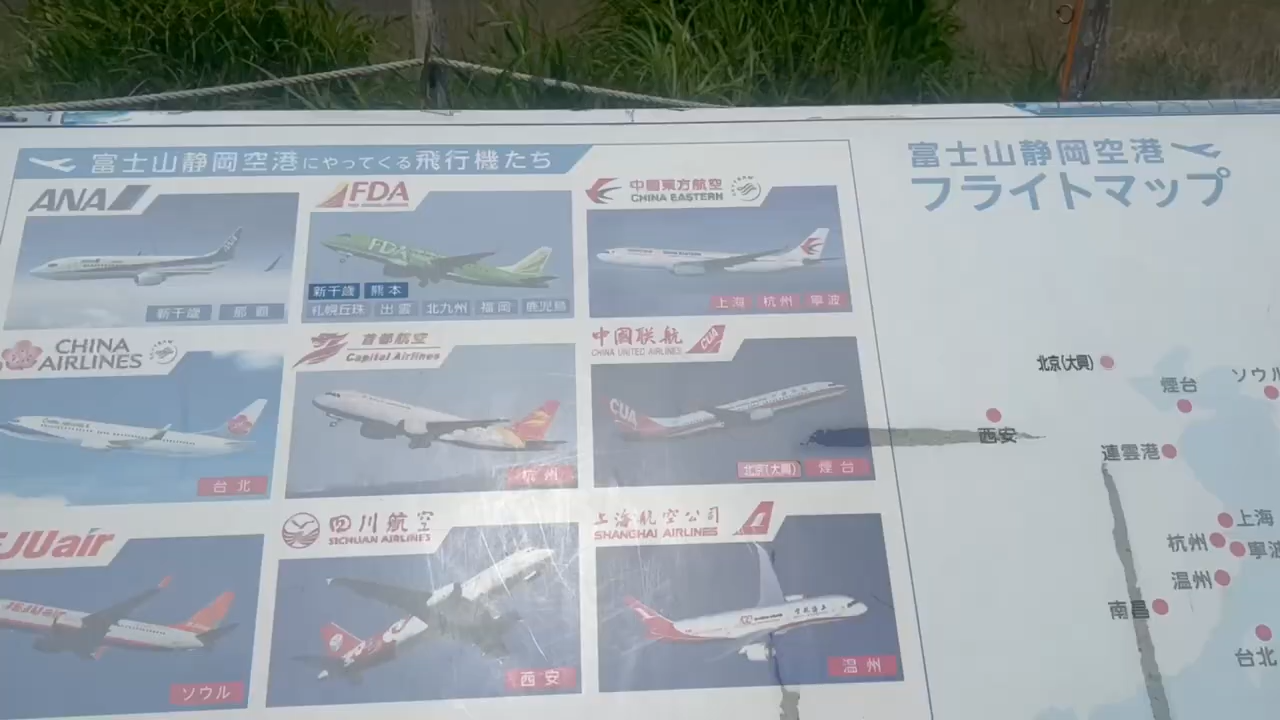 富士山静岡空港にやってくる飛行機たち
ANA
新千歳 那覇
FDA
FDA
新千歳 熊本
札幌丘珠 出雲 北九州 福岡 鹿児島
中國東方航空
CHINA EASTERN
上海 杭州 寧波
CHINA AIRLINES
台北
首都航空
Capital Airlines
杭州
中國联航
CHINA UNITED AIRLINES
CUA
CUA
北京(大興) 煙台
EJUair
JEJUair
ソウル
四川航空
SICHUAN AIRLINES
西安
上海航空公司
SHANGHAI AIRLINES
温州
富士山静岡空港
フライトマップ
北京(大興)
煙台
ソウル
西安
連雲港
上海
杭州
寧波
温州
南昌
台北